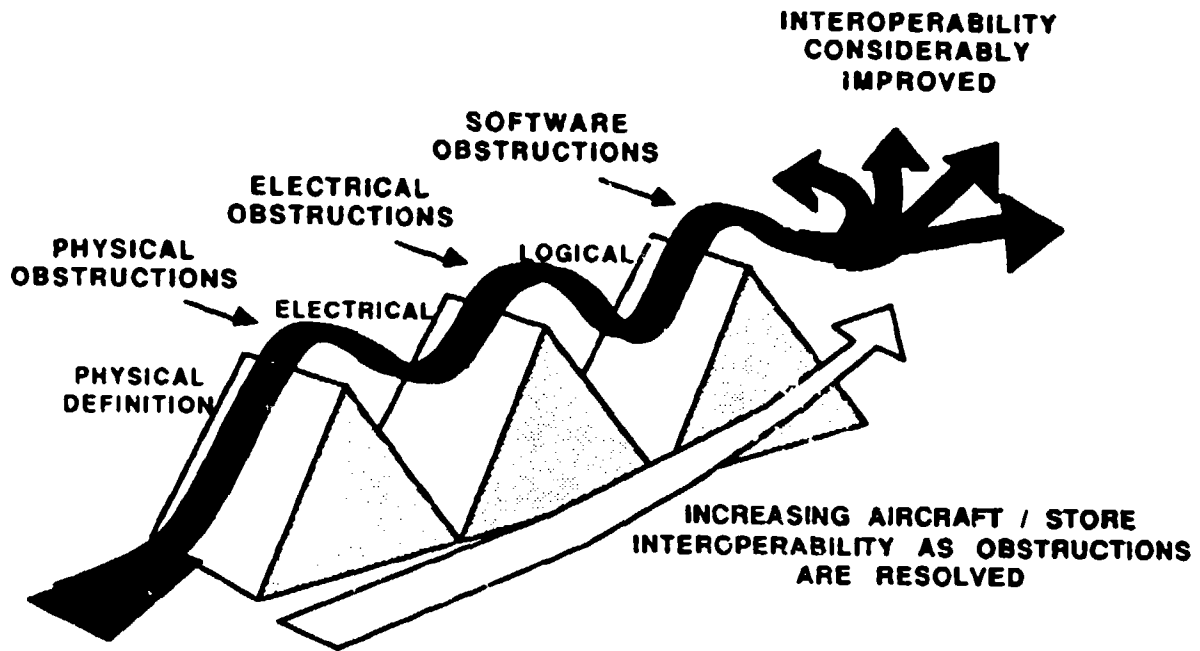 INTEROPERABILITY
CONSIDERABLY
IMPROVED
SOFTWARE
OBSTRUCTIONS
ELECTRICAL
OBSTRUCTIONS
PHYSICAL
OBSTRUCTIONS
LOGICAL
ELECTRICAL
PHYSICAL
DEFINITION
INCREASING AIRCRAFT / STORE
INTEROPERABILITY AS OBSTRUCTIONS
ARE RESOLVED